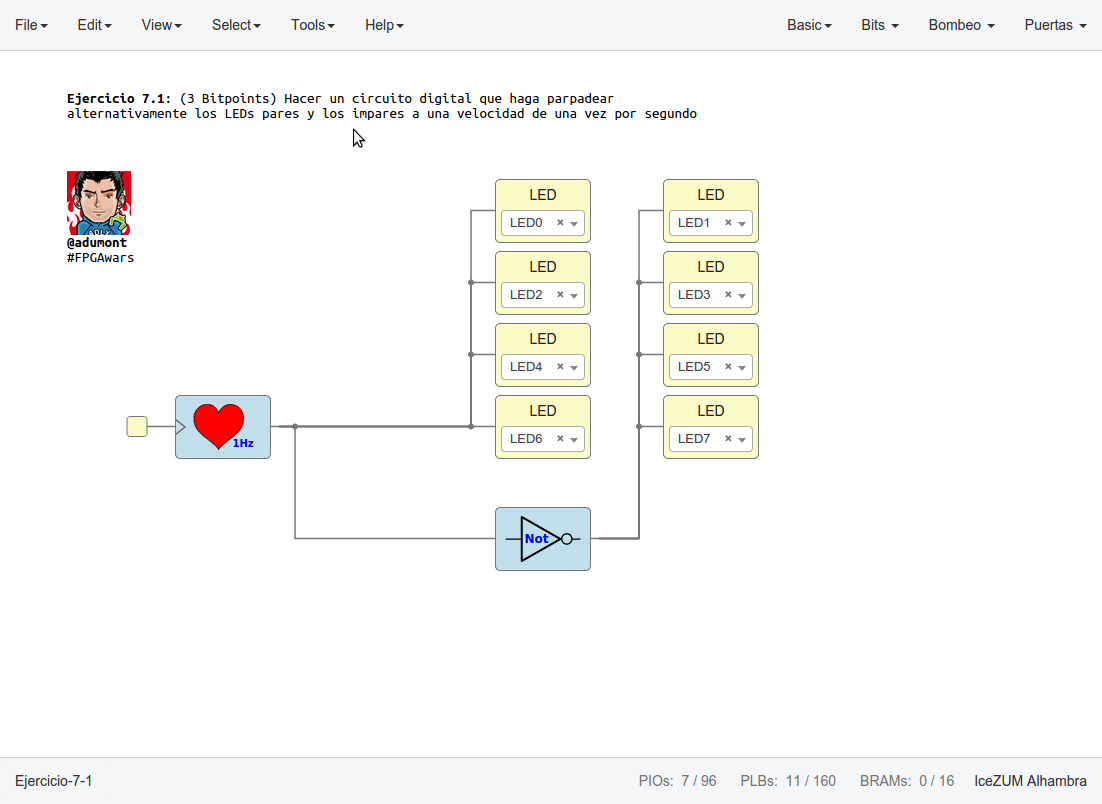 File Edit View Select Tools Help Basic Bits Bombeo Puertas
Ejercicio 7.1: (3 Bitpoints) Hacer un circuito digital que haga parpadear
alternativamente los LEDs pares y los impares a una velocidad de una vez por segundo
@adumont
#FPGAwars
LED LED
LED0 LED1
LED LED
LED2 LED3
LED LED
LED4 LED5
LED LED
LED6 LED7
1Hz
Not
Ejercicio-7-1 PIOs: 7 / 96 PLBs: 11 / 160 BRAMs: 0 / 16 IceZUM Alhambra